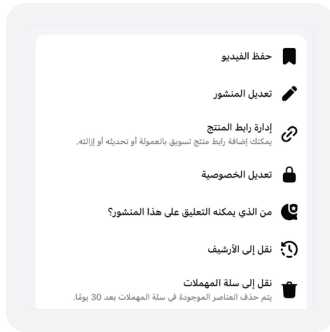 حفظ الفيديو
تعديل المنشور
إدارة رابط المنتج
يمكنك إضافة رابط منتج تسويق بالعمولة أو تحديثه أو إزالته.
تعديل الخصوصية
من الذي يمكنه التعليق على هذا المنشور؟
نقل إلى الأرشيف
نقل إلى سلة المهملات
يتم حذف العناصر الموجودة في سلة المهملات بعد 30 يومًا.